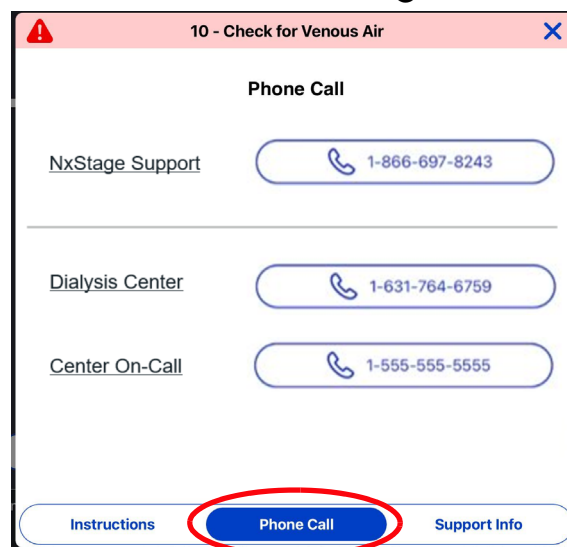 10 - Check for Venous Air
Phone Call
NxStage Support 1-866-697-8243
Dialysis Center 1-631-764-6759
Center On-Call 1-555-555-5555
Instructions Phone Call Support Info